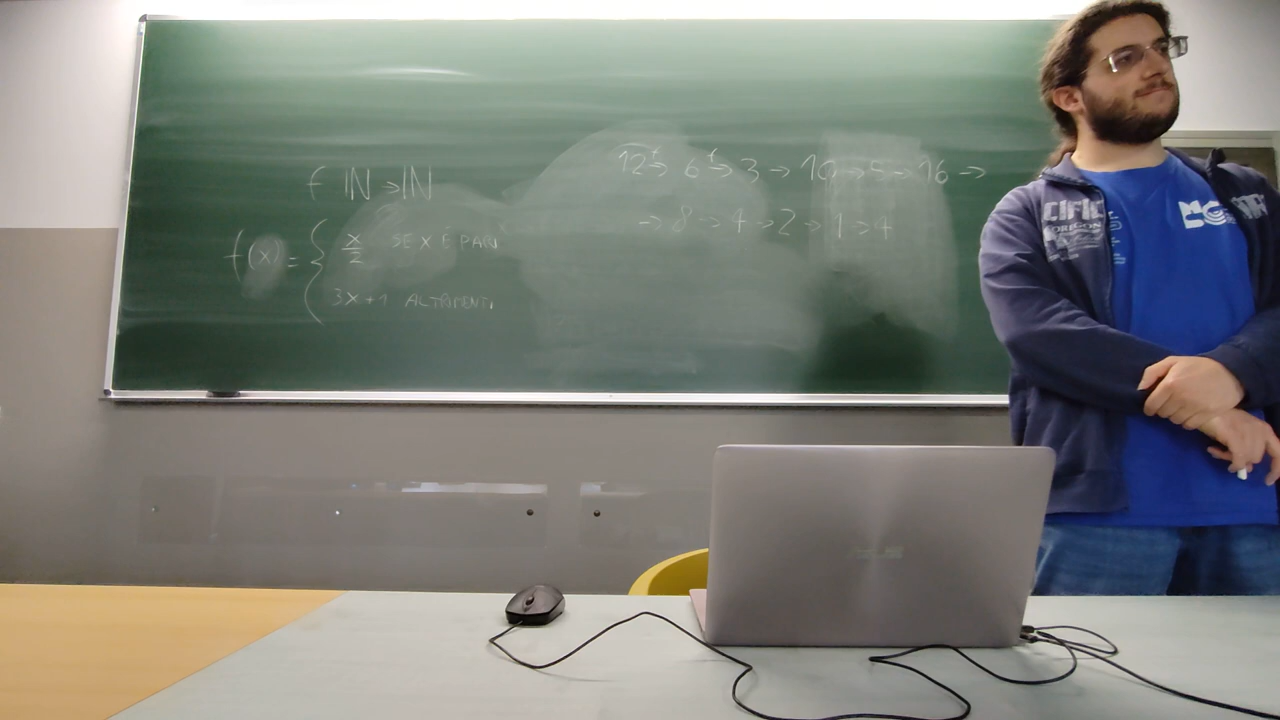 f IN → IN
f(x) = { x/2 SE X È PARI
3x+1 ALTRIMENTI
12 →f 6 →f 3 → 10 → 5 → 16 →
→ 8 → 4 → 2 → 1 → 4
OREGON